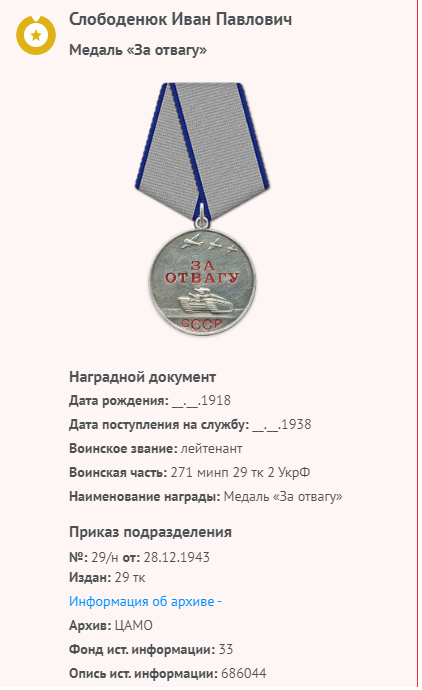 Слободенюк Иван Павлович
Медаль «За отвагу»
ЗА
ОТВАГУ
СССР
Наградной документ
Дата рождения: __.__.1918
Дата поступления на службу: __.__.1938
Воинское звание: лейтенант
Воинская часть: 271 минп 29 тк 2 УкрФ
Наименование награды: Медаль «За отвагу»
Приказ подразделения
№: 29/н от: 28.12.1943
Издан: 29 тк
Информация об архиве -
Архив: ЦАМО
Фонд ист. информации: 33
Опись ист. информации: 686044